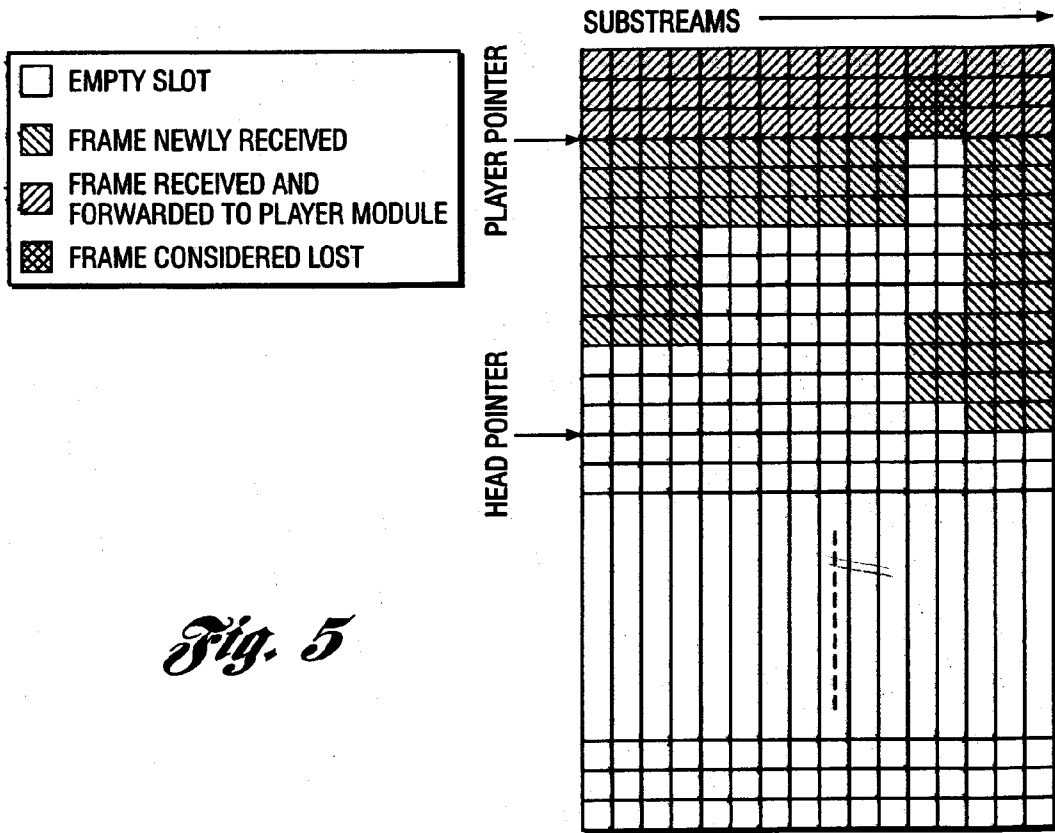 SUBSTREAMS
EMPTY SLOT
FRAME NEWLY RECEIVED
FRAME RECEIVED AND
FORWARDED TO PLAYER MODULE
FRAME CONSIDERED LOST
PLAYER POINTER
HEAD POINTER
Fig. 5